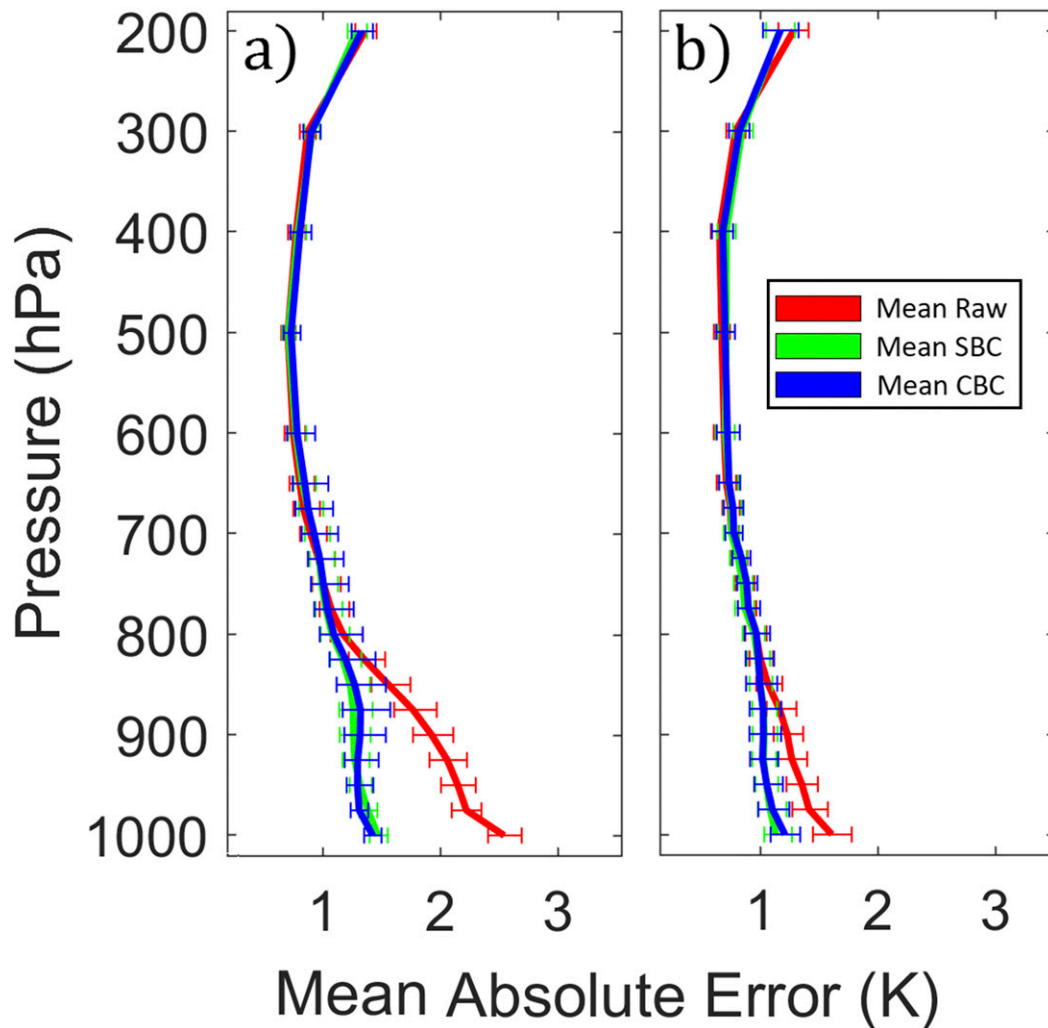 a)
b)
200
300
400
500
600
700
800
900
1000
Pressure (hPa)
Mean Raw
Mean SBC
Mean CBC
1 2 3
1 2 3
Mean Absolute Error (K)